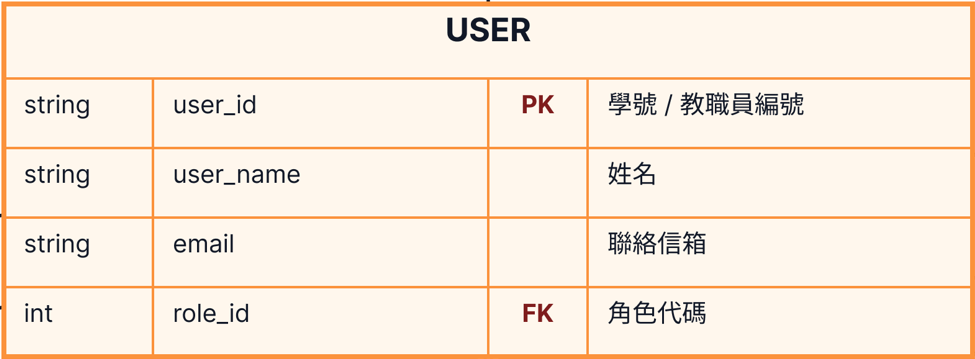 USER
string user_id PK 學號 / 教職員編號
string user_name 姓名
string email 聯絡信箱
int role_id FK 角色代碼